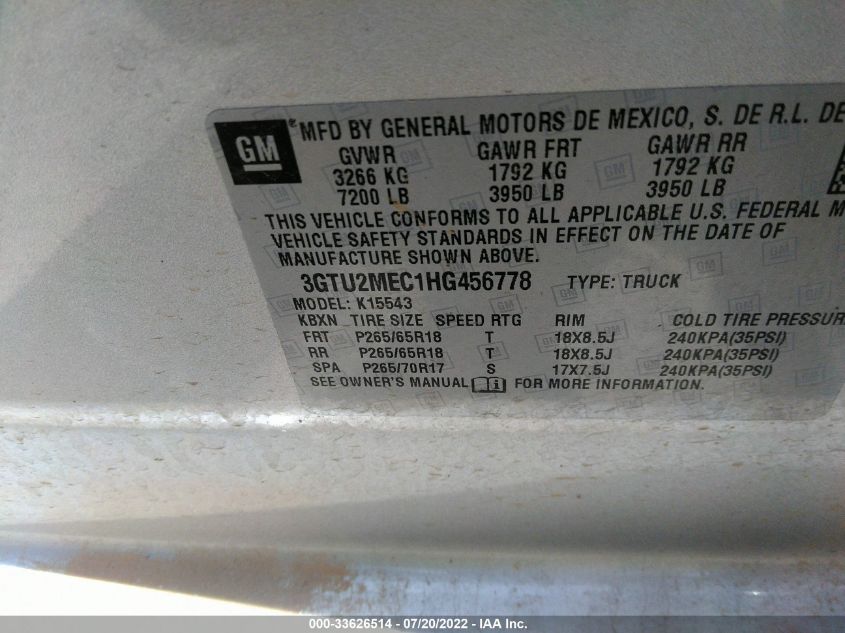 GM
® MFD BY GENERAL MOTORS DE MEXICO, S. DE R.L. DE
GVWR GAWR FRT GAWR RR
3266 KG 1792 KG 1792 KG
7200 LB 3950 LB 3950 LB
THIS VEHICLE CONFORMS TO ALL APPLICABLE U.S. FEDERAL M
VEHICLE SAFETY STANDARDS IN EFFECT ON THE DATE OF
MANUFACTURE SHOWN ABOVE.
3GTU2MEC1HG456778 TYPE: TRUCK
MODEL: K15543
KBXN TIRE SIZE SPEED RTG RIM COLD TIRE PRESSUR
FRT P265/65R18 T 18X8.5J 240KPA(35PSI)
RR P265/65R18 T 18X8.5J 240KPA(35PSI)
SPA P265/70R17 S 17X7.5J 240KPA(35PSI)
SEE OWNER'S MANUAL i FOR MORE INFORMATION.
000-33626514 - 07/20/2022 - IAA Inc.